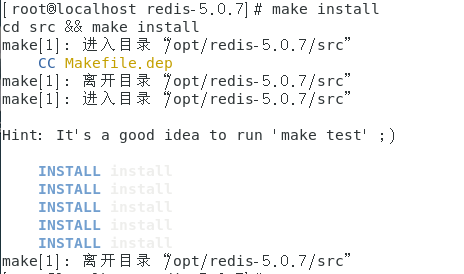 [root@localhost redis-5.0.7]# make install
cd src && make install
make[1]: 进入目录“/opt/redis-5.0.7/src”
    CC Makefile.dep
make[1]: 离开目录“/opt/redis-5.0.7/src”
make[1]: 进入目录“/opt/redis-5.0.7/src”

Hint: It's a good idea to run 'make test' ;)

    INSTALL install
    INSTALL install
    INSTALL install
    INSTALL install
    INSTALL install
make[1]: 离开目录“/opt/redis-5.0.7/src”